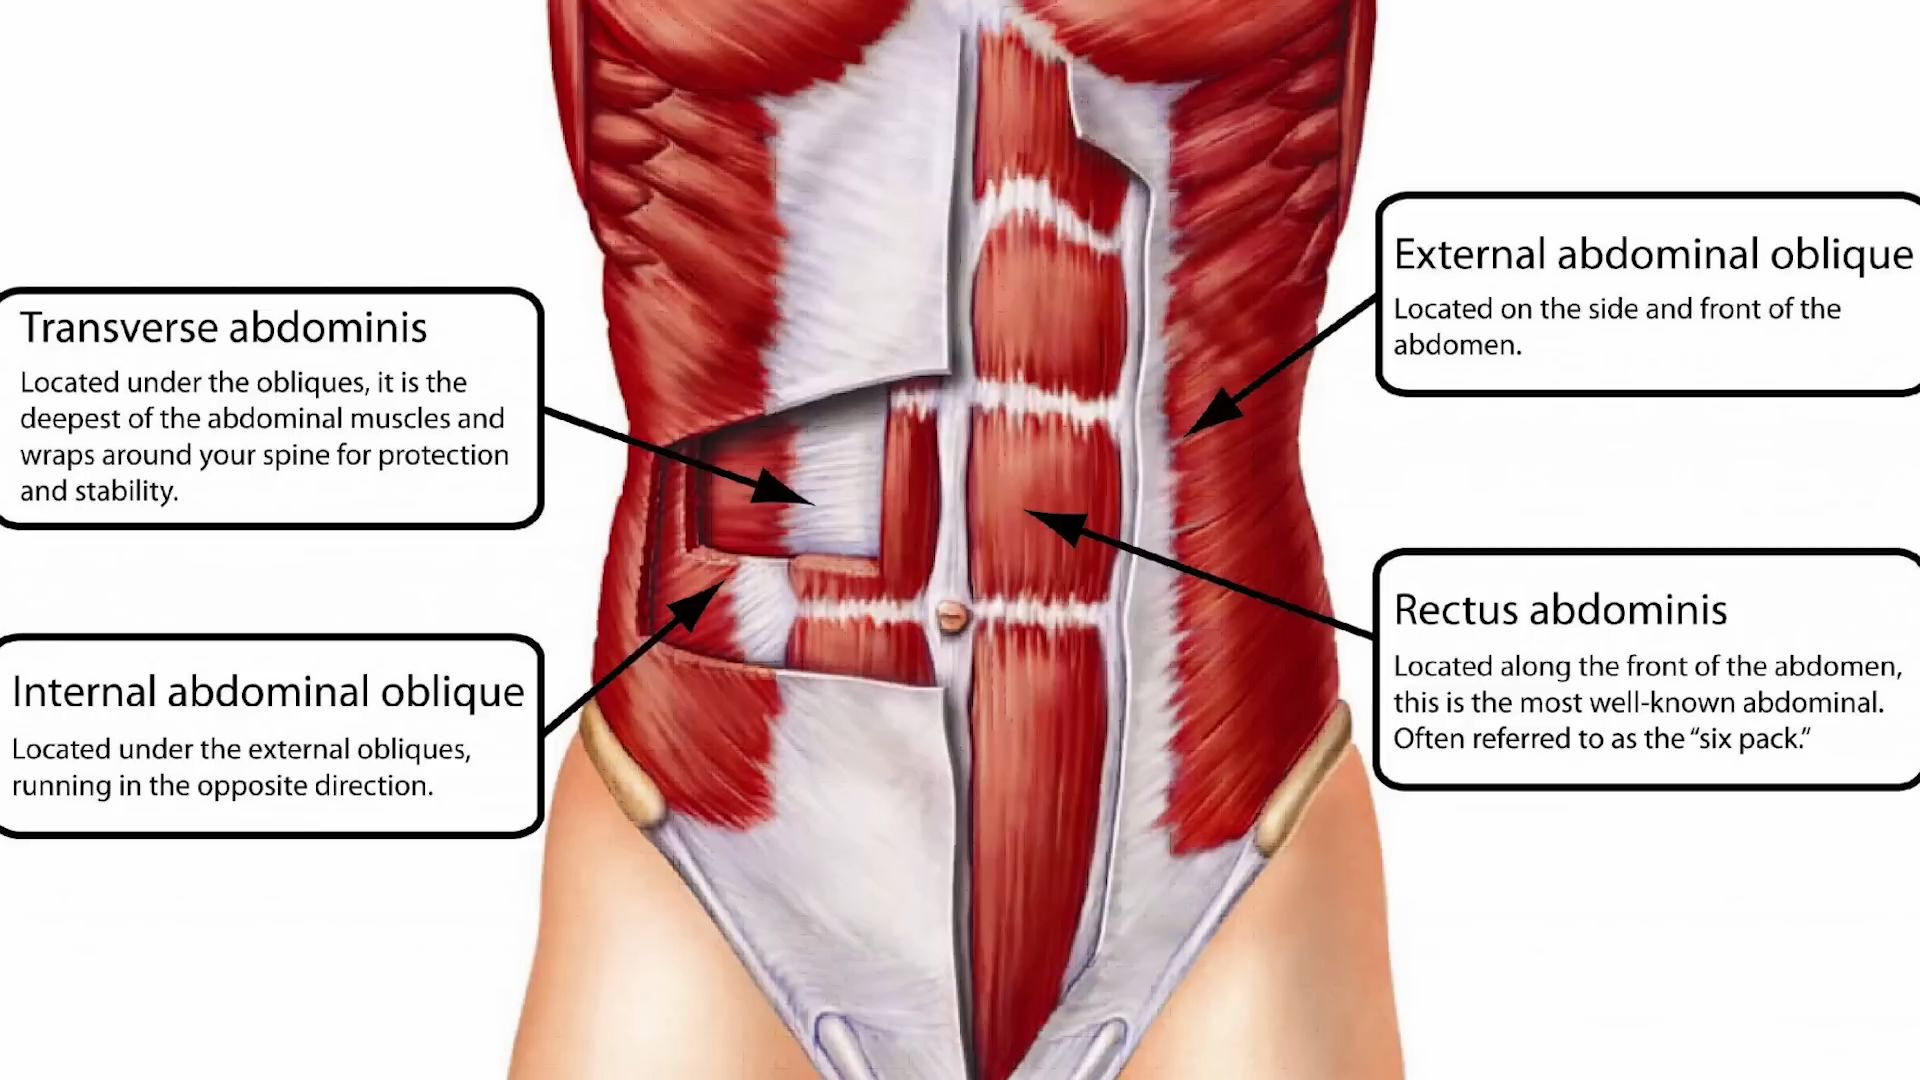 Transverse abdominis
Located under the obliques, it is the
deepest of the abdominal muscles and
wraps around your spine for protection
and stability.
Internal abdominal oblique
Located under the external obliques,
running in the opposite direction.
External abdominal oblique
Located on the side and front of the
abdomen.
Rectus abdominis
Located along the front of the abdomen,
this is the most well-known abdominal.
Often referred to as the “six pack.”